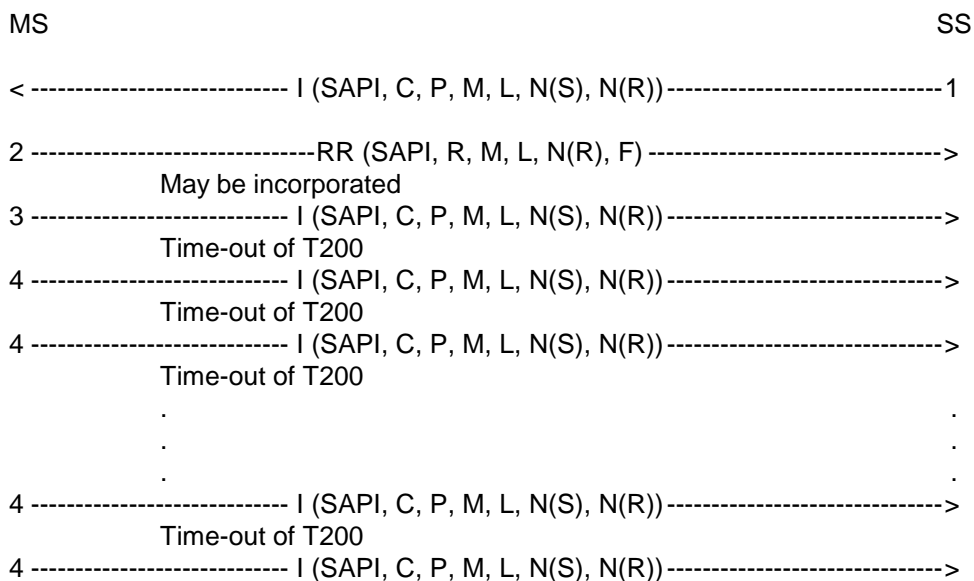 MS SS
< ----------------------------- I (SAPI, C, P, M, L, N(S), N(R))-------------------------------1
2 --------------------------------RR (SAPI, R, M, L, N(R), F) --------------------------------->
May be incorporated
3 ----------------------------- I (SAPI, C, P, M, L, N(S), N(R))------------------------------->
Time-out of T200
4 ----------------------------- I (SAPI, C, P, M, L, N(S), N(R))------------------------------->
Time-out of T200
4 ----------------------------- I (SAPI, C, P, M, L, N(S), N(R))------------------------------->
Time-out of T200
. .
. .
. .
4 ----------------------------- I (SAPI, C, P, M, L, N(S), N(R))------------------------------->
Time-out of T200
4 ----------------------------- I (SAPI, C, P, M, L, N(S), N(R))------------------------------->